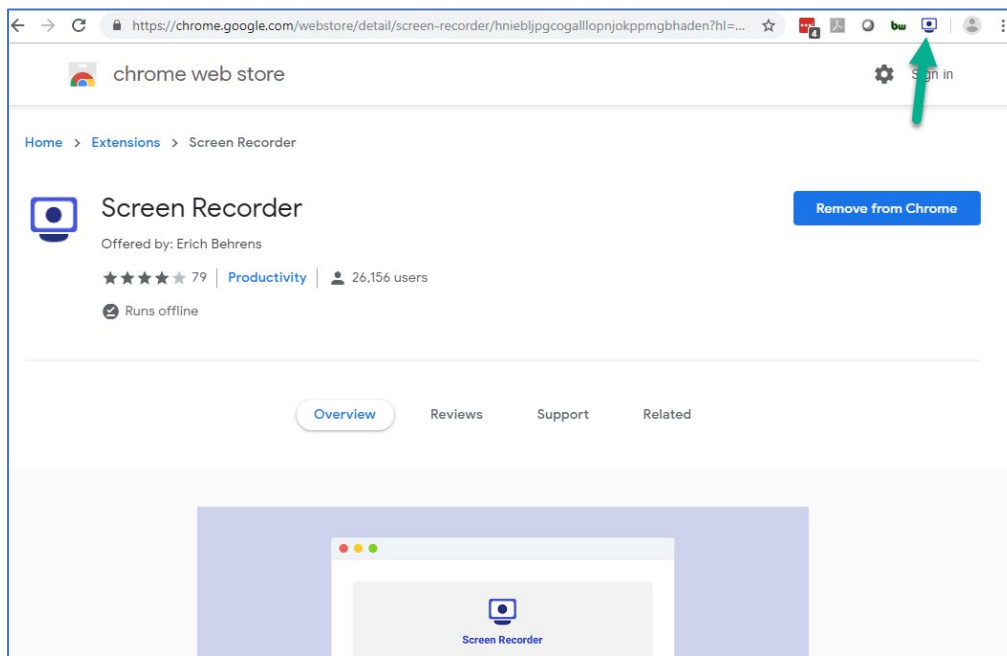 https://chrome.google.com/webstore/detail/screen-recorder/hniebljpgcogalllopnjokppmgbhaden?hl=...
4
bw
chrome web store
Sign in
Home > Extensions > Screen Recorder
Screen Recorder
Remove from Chrome
Offered by: Erich Behrens
79 | Productivity | 26,156 users
Runs offline
Overview Reviews Support Related
Screen Recorder